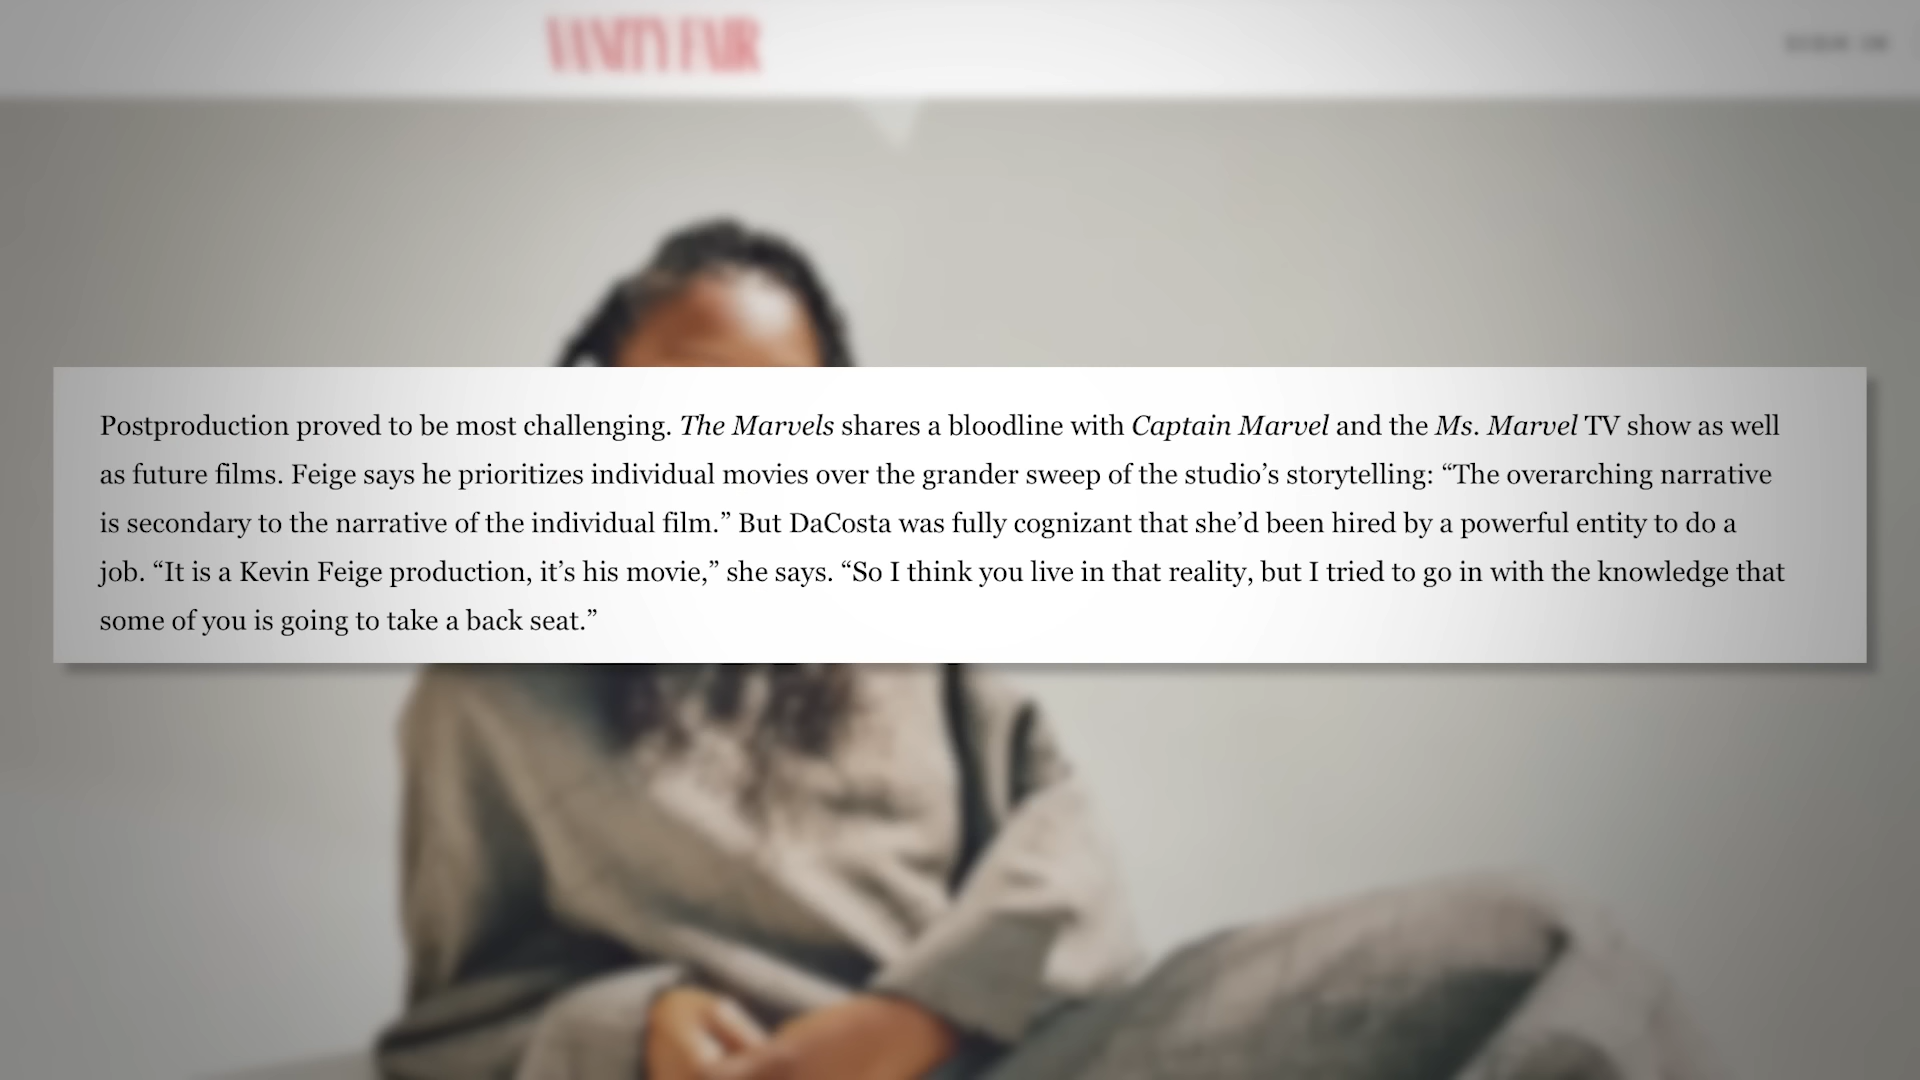 VANITY FAIR
SIGN IN
Postproduction proved to be most challenging. The Marvels shares a bloodline with Captain Marvel and the Ms. Marvel TV show as well
as future films. Feige says he prioritizes individual movies over the grander sweep of the studio’s storytelling: “The overarching narrative
is secondary to the narrative of the individual film.” But DaCosta was fully cognizant that she’d been hired by a powerful entity to do a
job. “It is a Kevin Feige production, it’s his movie,” she says. “So I think you live in that reality, but I tried to go in with the knowledge that
some of you is going to take a back seat.”